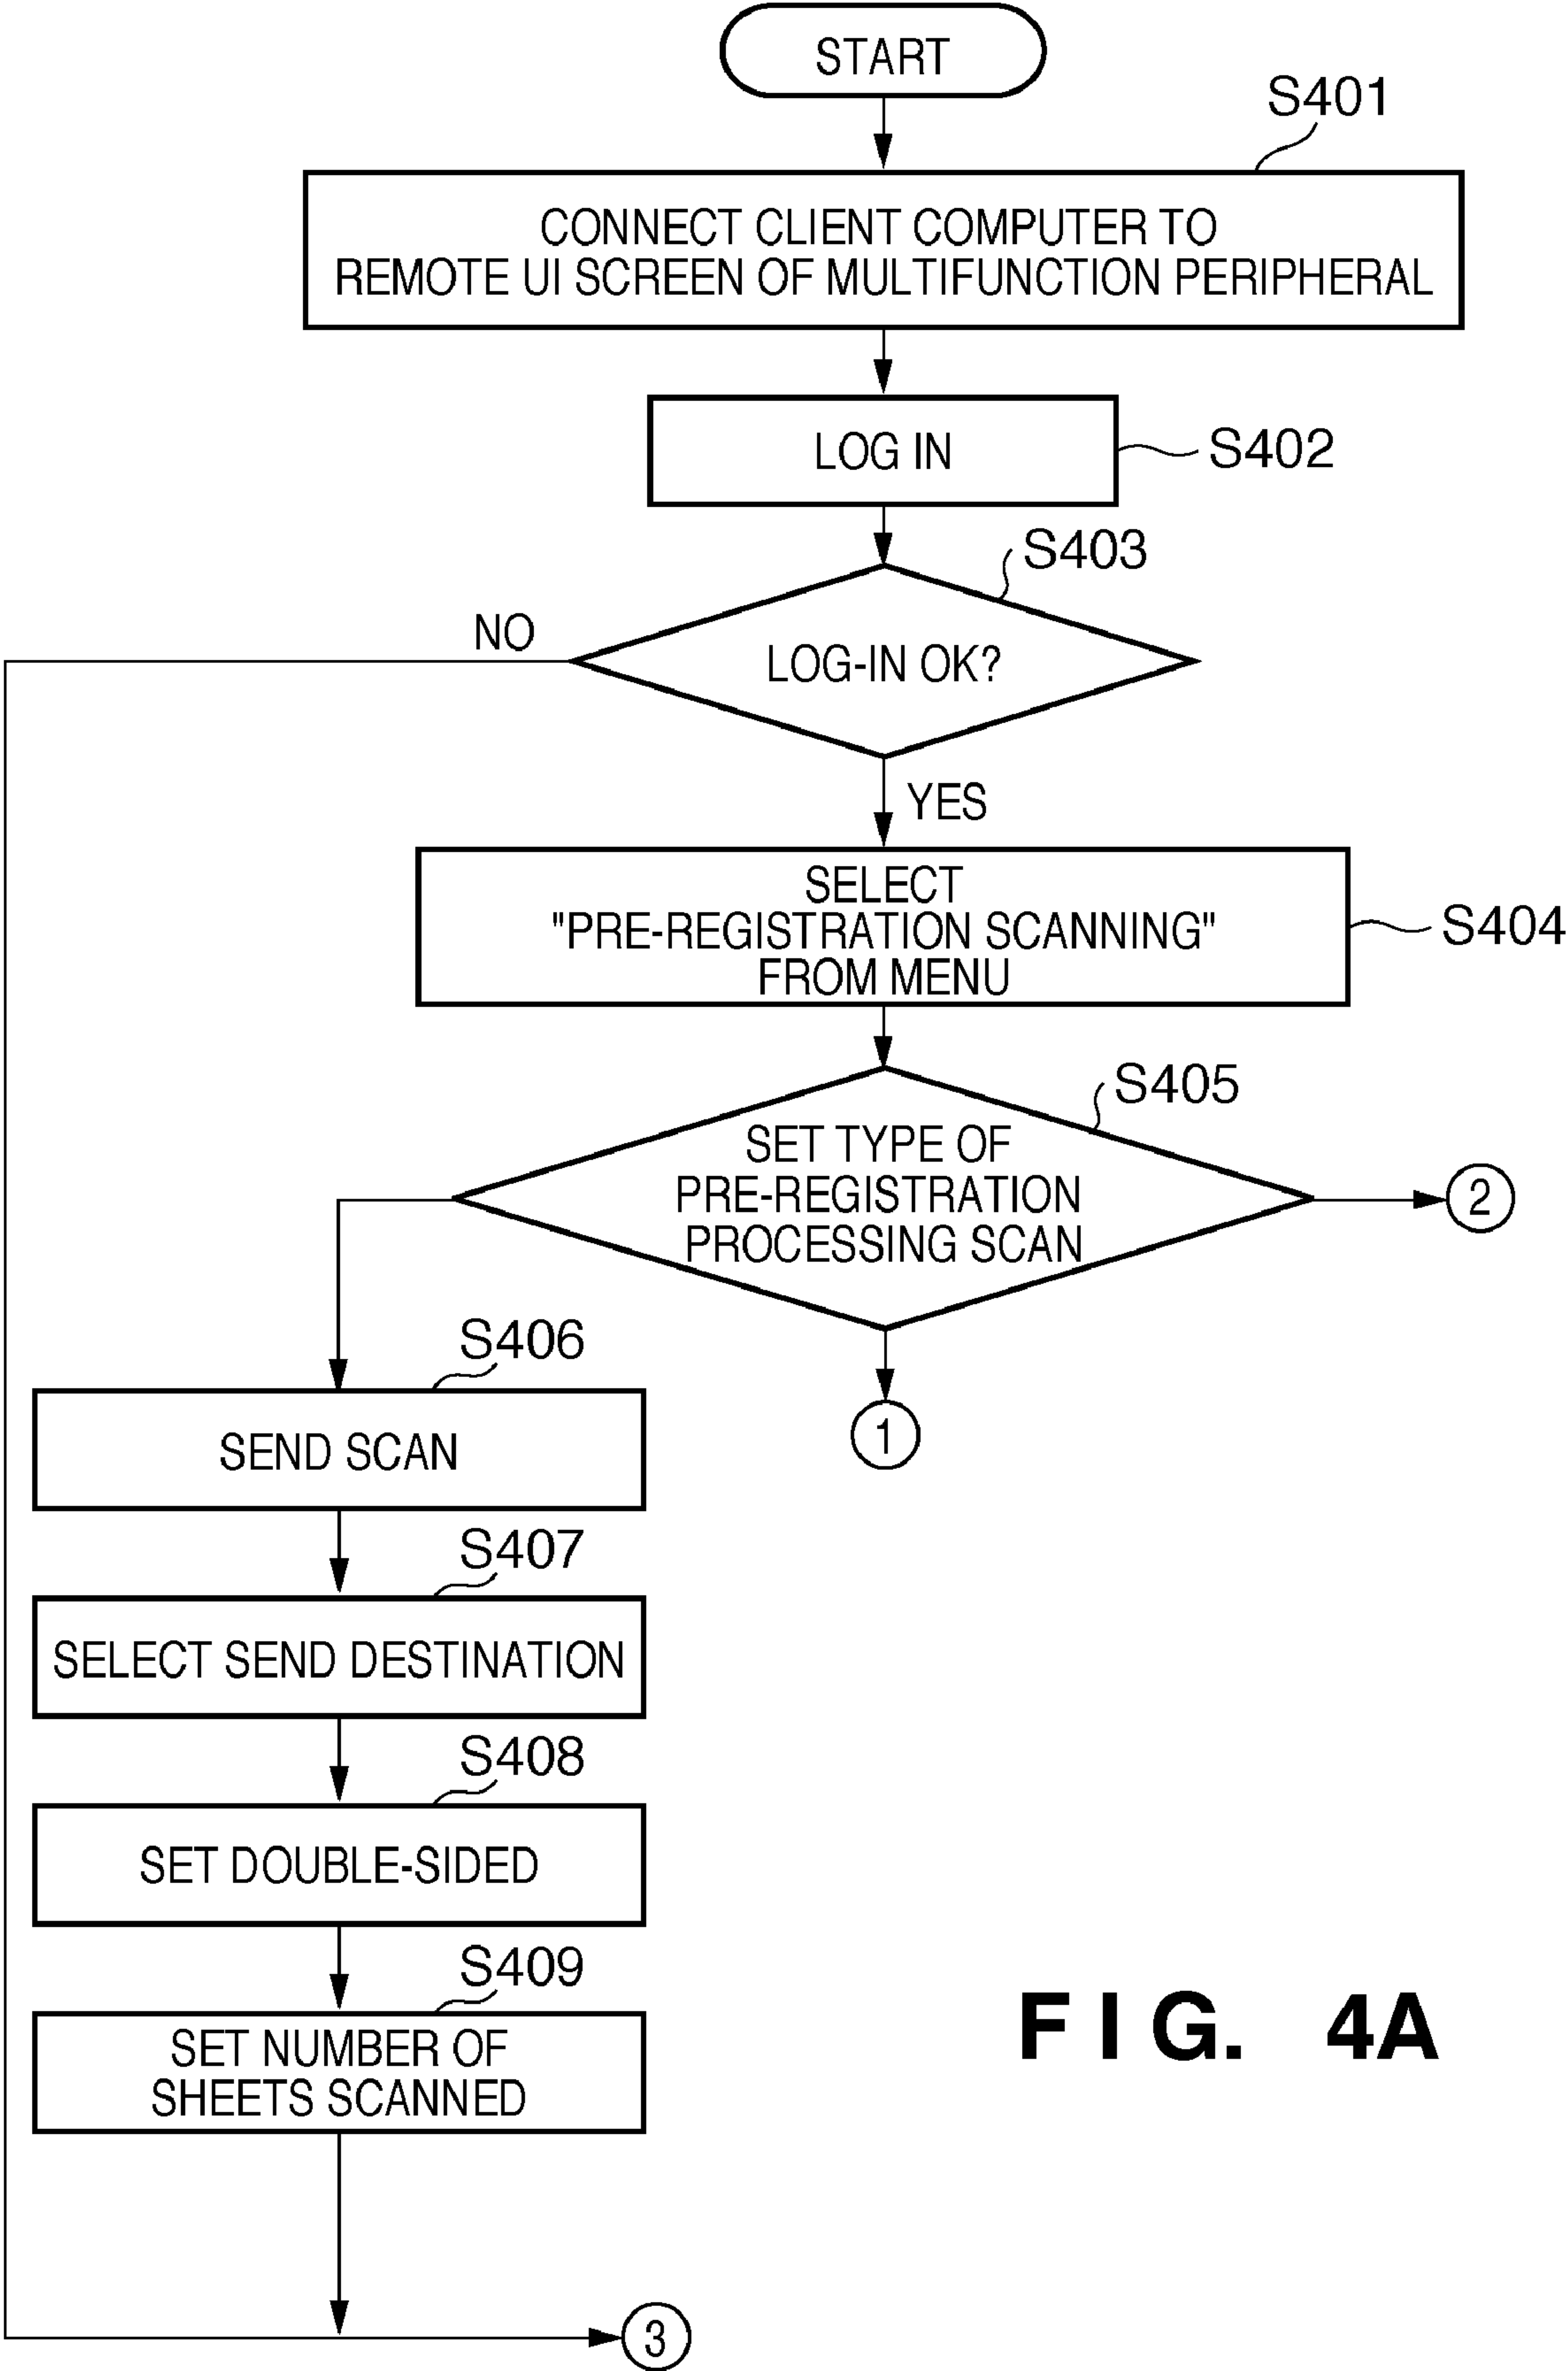 START
S401
CONNECT CLIENT COMPUTER TO
REMOTE UI SCREEN OF MULTIFUNCTION PERIPHERAL
LOG IN
S402
S403
NO
LOG-IN OK?
YES
SELECT
"PRE-REGISTRATION SCANNING"
FROM MENU
S404
S405
SET TYPE OF
PRE-REGISTRATION
PROCESSING SCAN
2
1
S406
SEND SCAN
S407
SELECT SEND DESTINATION
S408
SET DOUBLE-SIDED
S409
SET NUMBER OF
SHEETS SCANNED
3
FIG. 4A